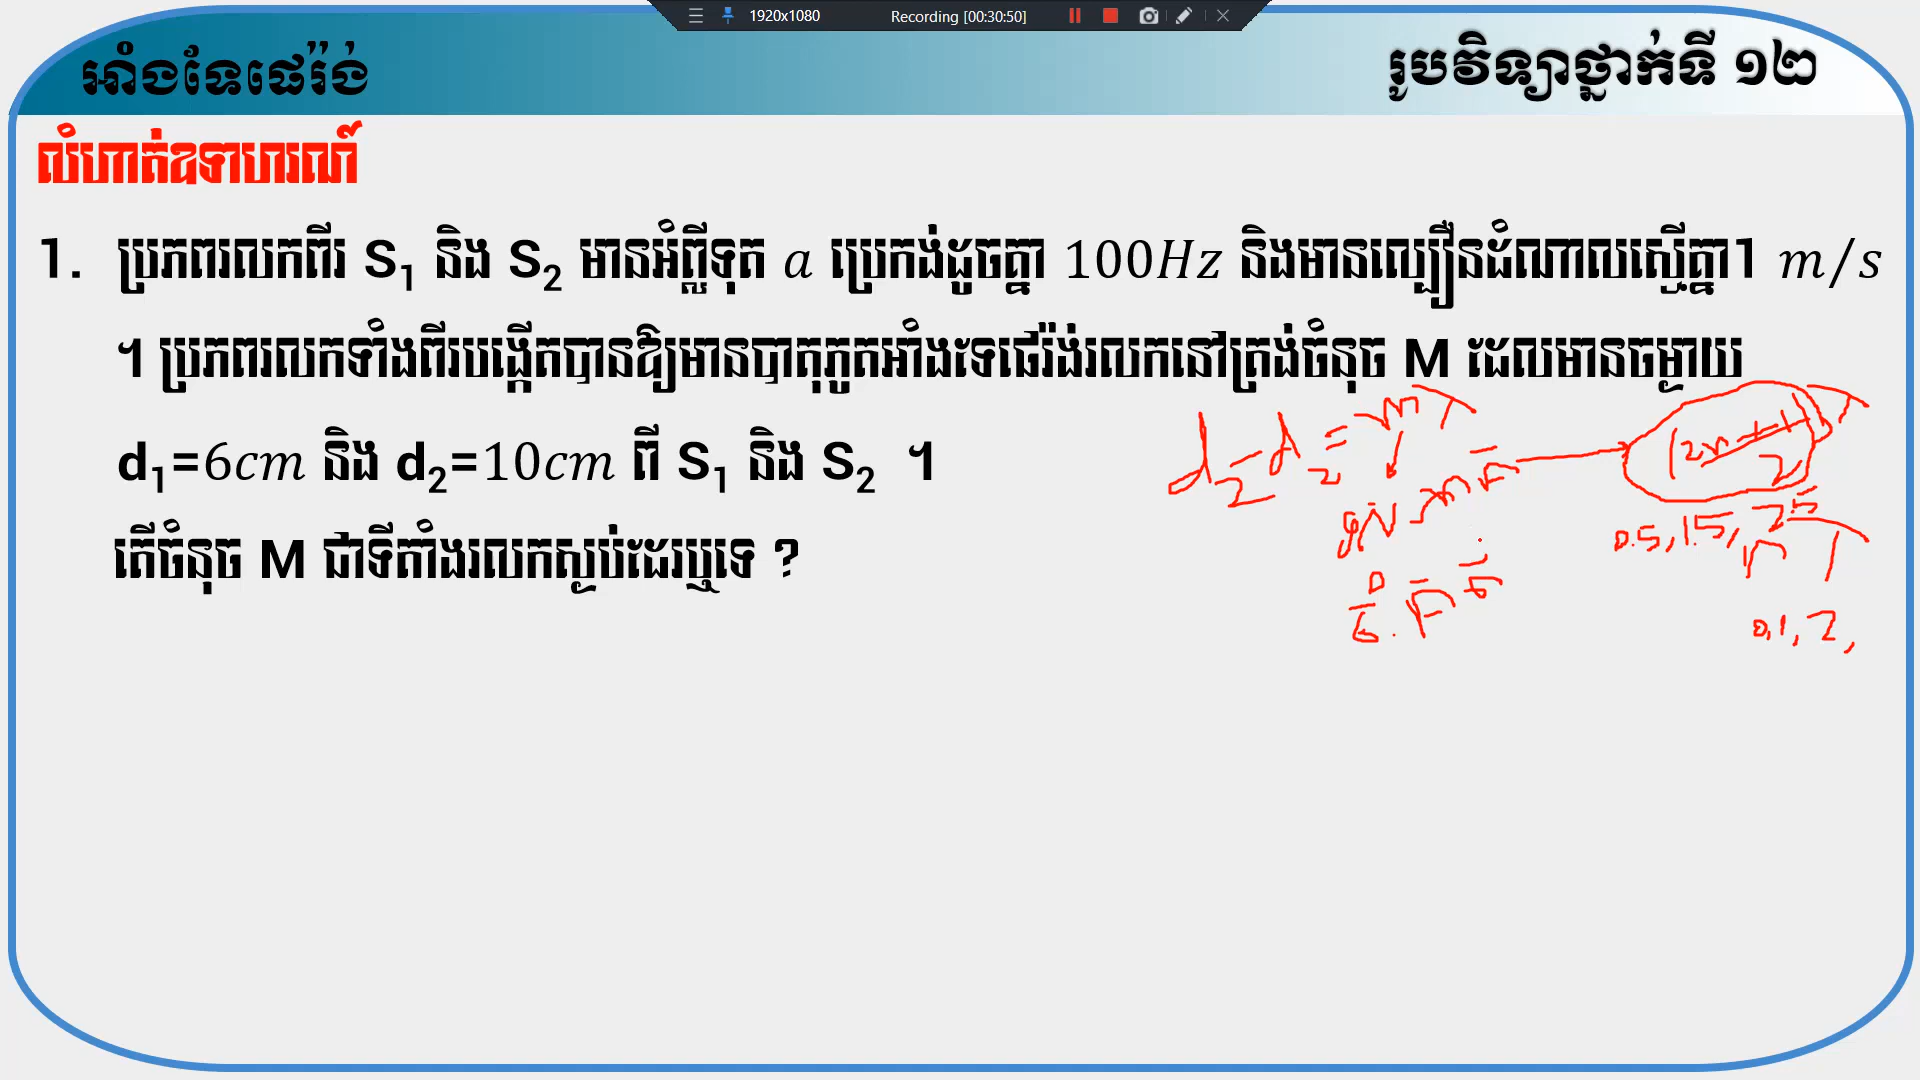 1920x1080 Recording [00:30:50]
អាំងទែផេរ៉ង់
រូបវិទ្យាថ្នាក់ទី ១២
លំហាត់ឧទាហរណ៍
1. ប្រភពរលកពីរ S₁ និង S₂ មានអំព្លីទុត a ប្រេកង់ដូចគ្នា 100Hz និងមានល្បឿនដំណាលស្មើគ្នា1 m/s
។ ប្រភពរលកទាំងពីរបង្កើតបានឱ្យមានបាតុភូតអាំងទែផេរ៉ង់រលកនៅត្រង់ចំនុច M ដែលមានចម្ងាយ
d₁=6cm និង d₂=10cm ពី S₁ និង S₂ ។
តើចំនុច M ជាទីតាំងរលកស្ងប់ដែរឬទេ ?
0.5, 1.5, 2.5
0, 1, 2,